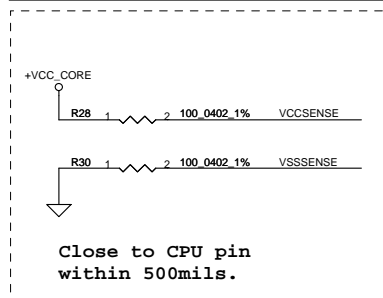 +VCC_CORE
R28 1 2 100_0402_1% VCCSENSE
R30 1 2 100_0402_1% VSSSENSE
Close to CPU pin
within 500mils.